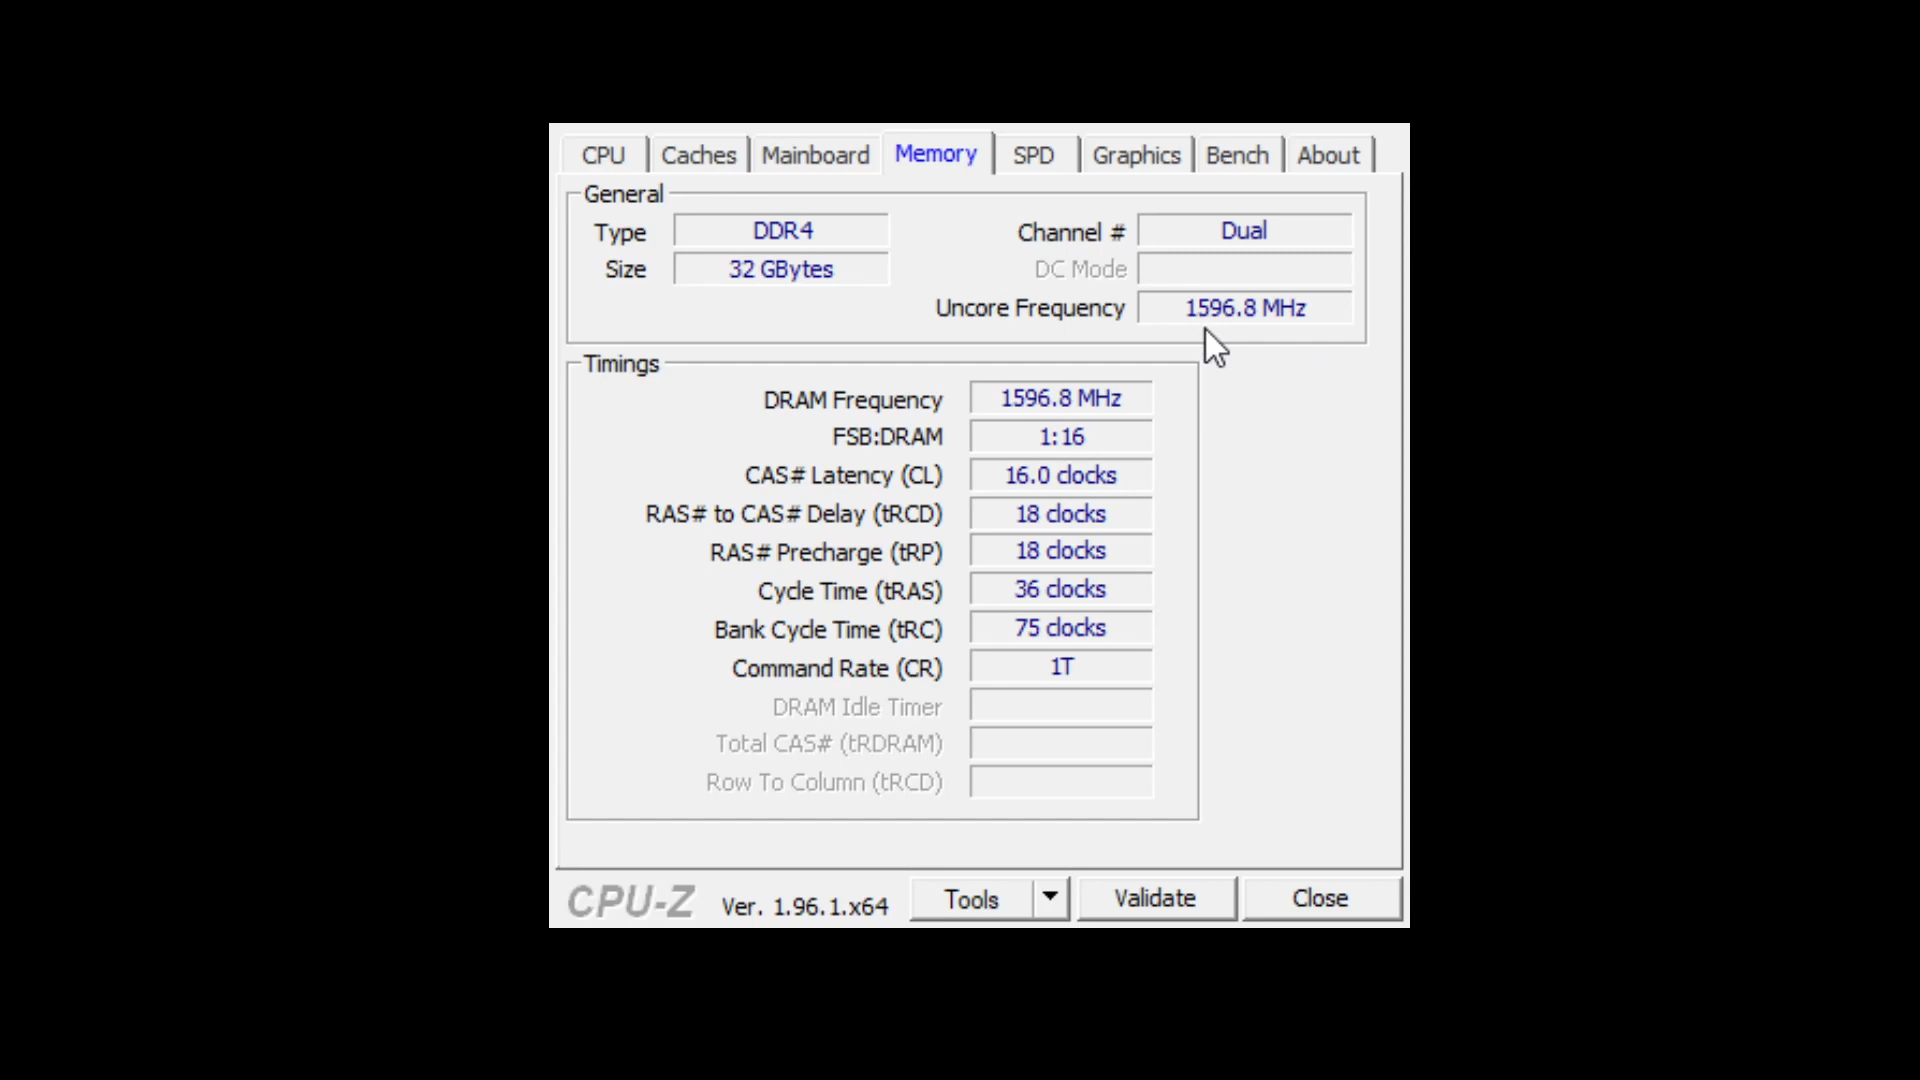 CPU Caches Mainboard Memory SPD Graphics Bench About
General
Type DDR4 Channel # Dual
Size 32 GBytes DC Mode
Uncore Frequency 1596.8 MHz
Timings
DRAM Frequency 1596.8 MHz
FSB:DRAM 1:16
CAS# Latency (CL) 16.0 clocks
RAS# to CAS# Delay (tRCD) 18 clocks
RAS# Precharge (tRP) 18 clocks
Cycle Time (tRAS) 36 clocks
Bank Cycle Time (tRC) 75 clocks
Command Rate (CR) 1T
DRAM Idle Timer
Total CAS# (tRDRAM)
Row To Column (tRCD)
CPU-Z Ver. 1.96.1.x64 Tools Validate Close